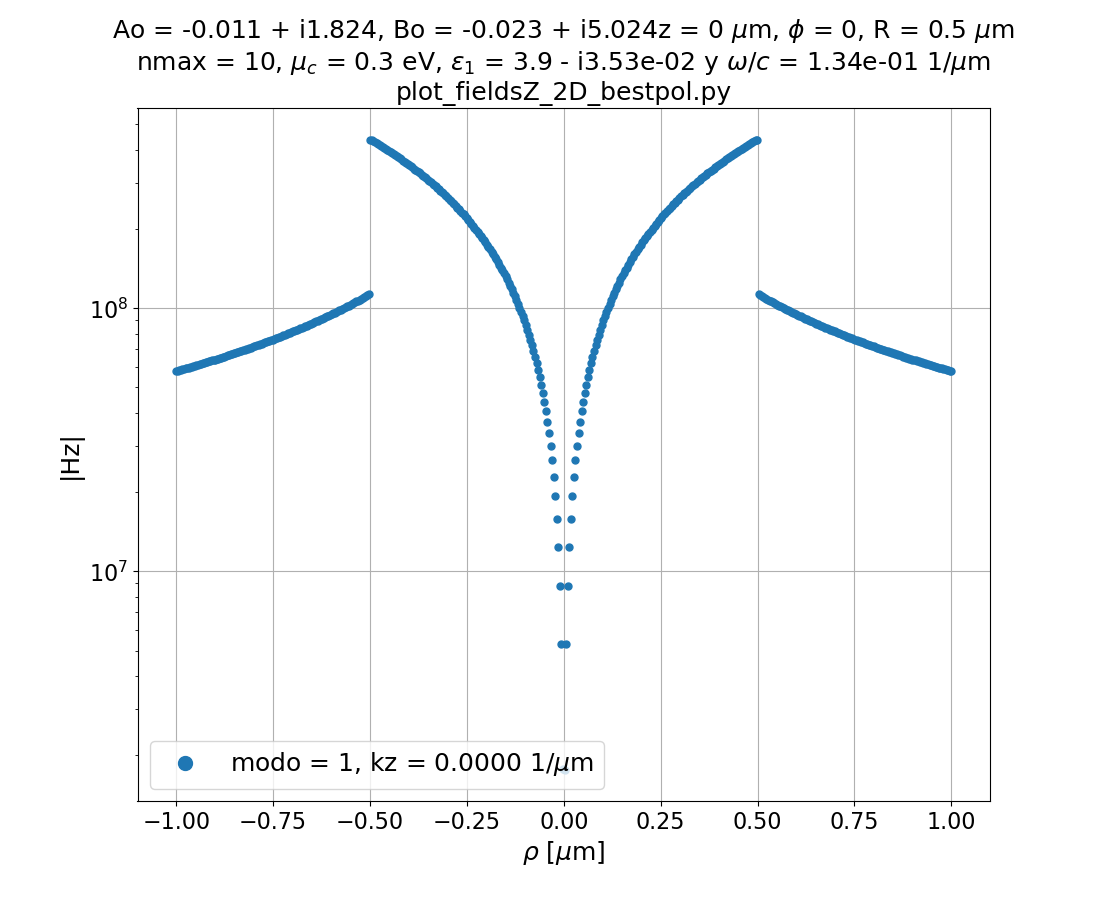 Ao = -0.011 + i1.824, Bo = -0.023 + i5.024z = 0 μm, ϕ = 0, R = 0.5 μm
nmax = 10, μ_c = 0.3 eV, ε_1 = 3.9 - i3.53e-02 y ω/c = 1.34e-01 1/μm
plot_fieldsZ_2D_bestpol.py
|Hz|
10^8
10^7
modo = 1, kz = 0.0000 1/μm
−1.00 −0.75 −0.50 −0.25 0.00 0.25 0.50 0.75 1.00
ρ [μm]